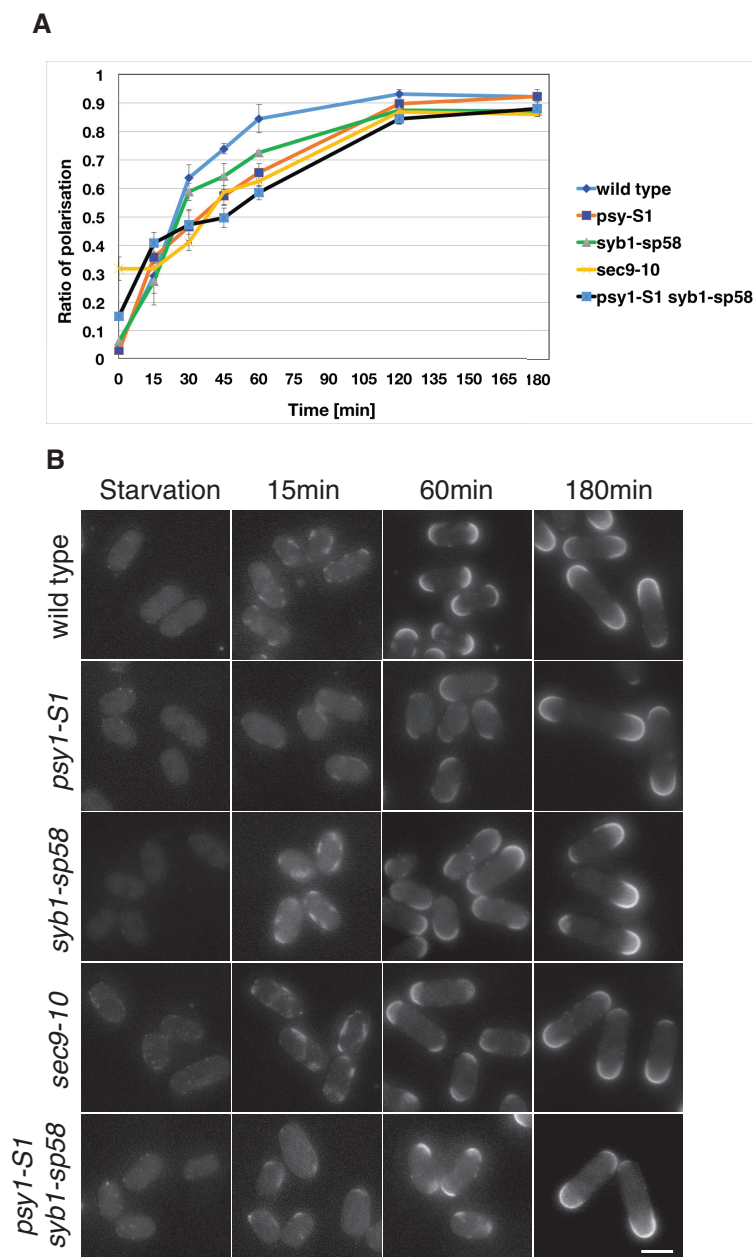 A
1
0.9
0.8
0.7
0.6
0.5
0.4
0.3
0.2
0.1
0
Ratio of polarisation
0 15 30 45 60 75 90 105 120 135 150 165 180
Time [min]
wild type
psy-S1
syb1-sp58
sec9-10
psy1-S1 syb1-sp58
B
Starvation 15min 60min 180min
wild type
psy1-S1
syb1-sp58
sec9-10
psy1-S1
syb1-sp58